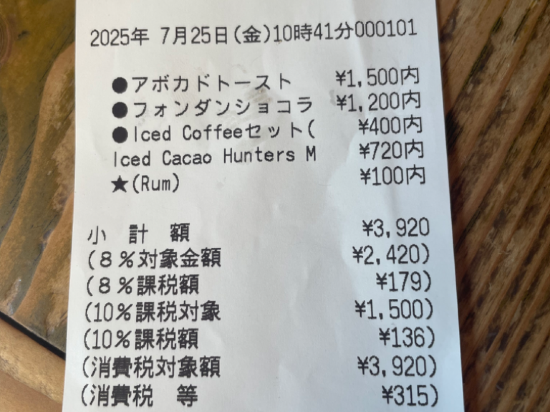 2025年 7月25日(金)10時41分000101
●アボカドトースト ¥1,500内
●フォンダンショコラ ¥1,200内
●Iced Coffeeセット( ¥400内
Iced Cacao Hunters M ¥720内
★(Rum) ¥100内
小 計 額 ¥3,920
(8%対象金額 ¥2,420)
(8%課税額 ¥179)
(10%課税対象 ¥1,500)
(10%課税額 ¥136)
(消費税対象額 ¥3,920)
(消費税 等 ¥315)